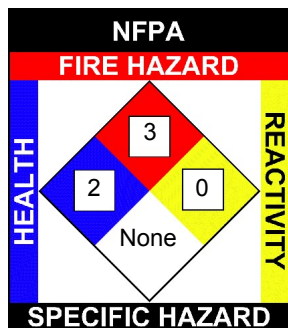 NFPA
FIRE HAZARD
3
HEALTH
2
0
REACTIVITY
None
SPECIFIC HAZARD